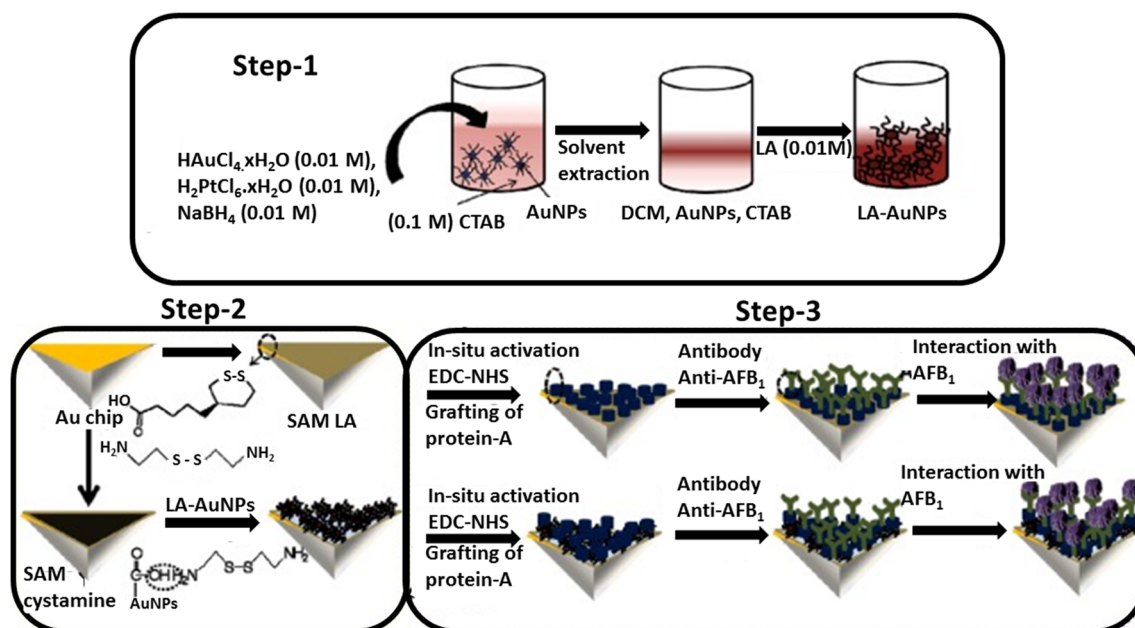 Step-1
HAuCl4.xH2O (0.01 M),
H2PtCl6.xH2O (0.01 M),
NaBH4 (0.01 M)
(0.1 M) CTAB
AuNPs
Solvent
extraction
DCM, AuNPs, CTAB
LA (0.01M)
LA-AuNPs
Step-2
S-S
HO
O
Au chip
SAM LA
H2N
S - S
NH2
LA-AuNPs
SAM
cystamine
O
C
OH
H2N
S-S
NH2
AuNPs
Step-3
In-situ activation
EDC-NHS
Grafting of
protein-A
Antibody
Anti-AFB1
Interaction with
AFB1
In-situ activation
EDC-NHS
Grafting of
protein-A
Antibody
Anti-AFB1
Interaction with
AFB1